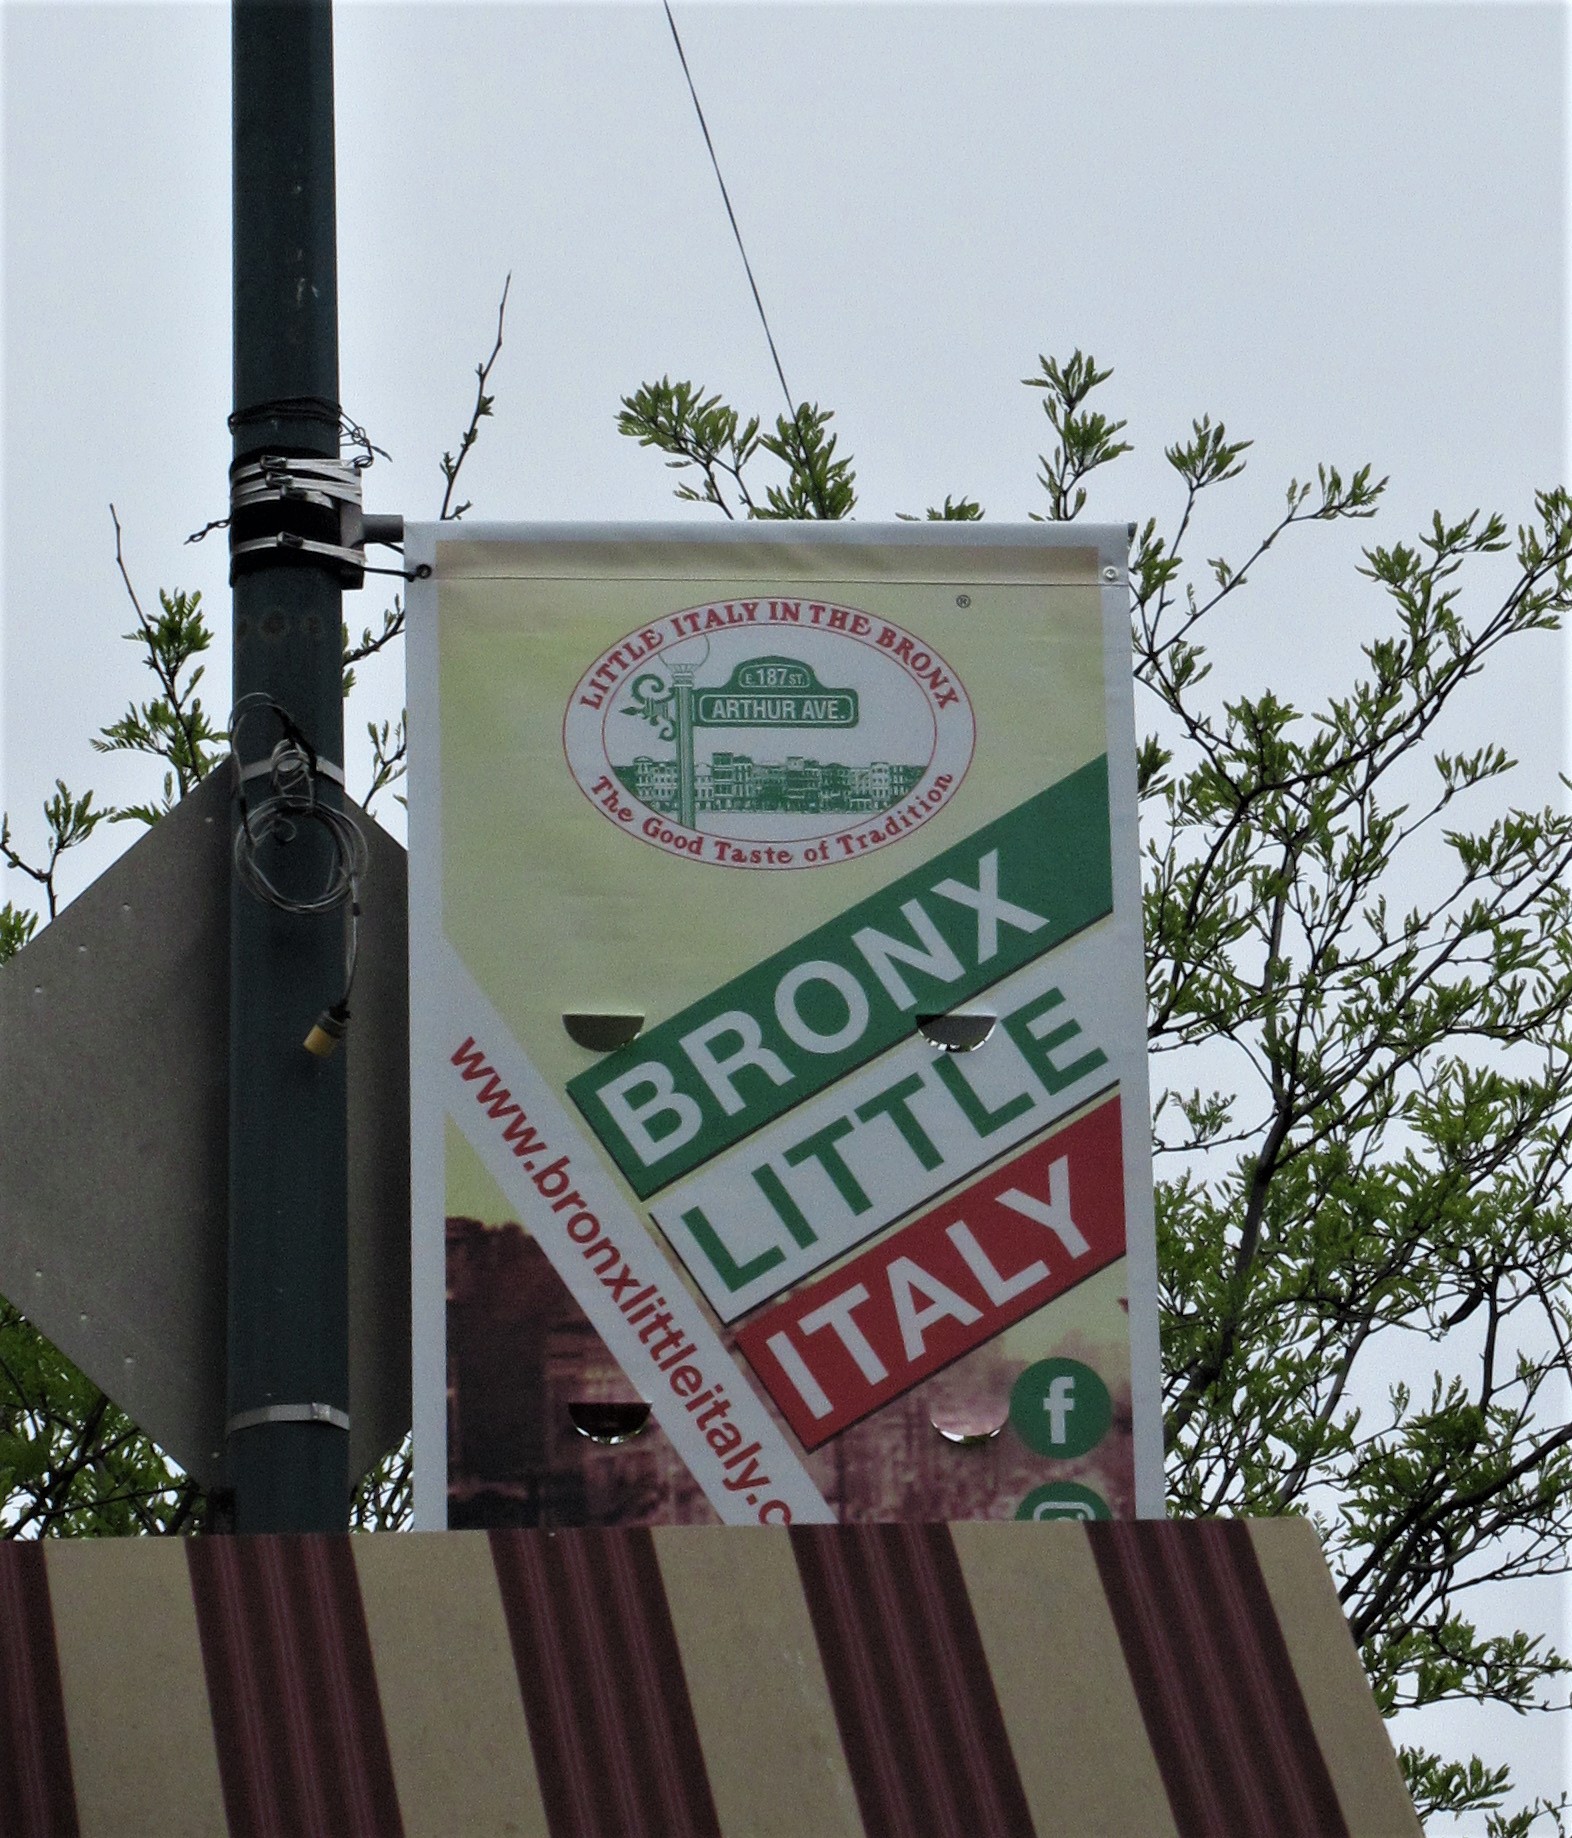 LITTLE ITALY IN THE BRONX
®
E. 187 ST.
ARTHUR AVE.
The Good Taste of Tradition
BRONX
LITTLE
ITALY
www.bronxlittleitaly.c
f